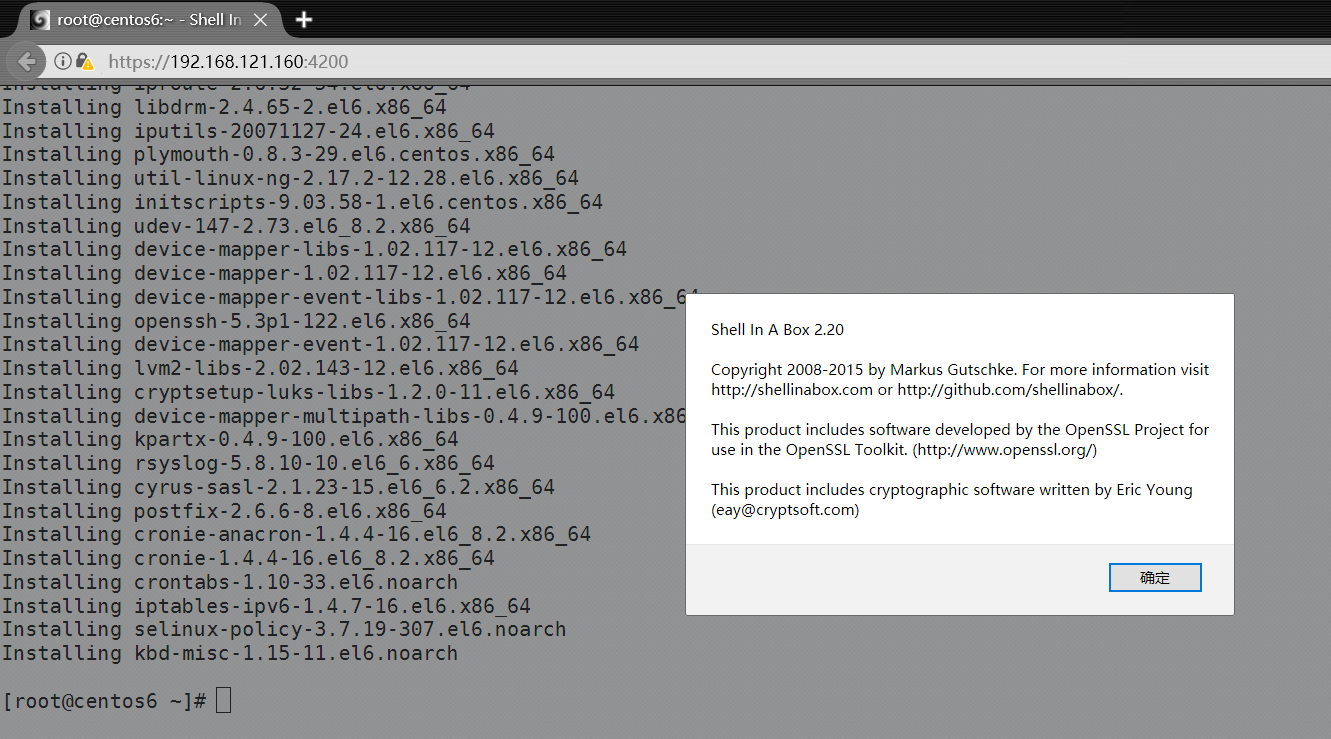 root@centos6:~ - Shell In
https://192.168.121.160:4200
Installing iproute-2.6.32-54.el6.x86_64
Installing libdrm-2.4.65-2.el6.x86_64
Installing iputils-20071127-24.el6.x86_64
Installing plymouth-0.8.3-29.el6.centos.x86_64
Installing util-linux-ng-2.17.2-12.28.el6.x86_64
Installing initscripts-9.03.58-1.el6.centos.x86_64
Installing udev-147-2.73.el6_8.2.x86_64
Installing device-mapper-libs-1.02.117-12.el6.x86_64
Installing device-mapper-1.02.117-12.el6.x86_64
Installing device-mapper-event-libs-1.02.117-12.el6.x86_64
Installing openssh-5.3p1-122.el6.x86_64
Installing device-mapper-event-1.02.117-12.el6.x86_64
Installing lvm2-libs-2.02.143-12.el6.x86_64
Installing cryptsetup-luks-libs-1.2.0-11.el6.x86_64
Installing device-mapper-multipath-libs-0.4.9-100.el6.x86
Installing kpartx-0.4.9-100.el6.x86_64
Installing rsyslog-5.8.10-10.el6_6.x86_64
Installing cyrus-sasl-2.1.23-15.el6_6.2.x86_64
Installing postfix-2.6.6-8.el6.x86_64
Installing cronie-anacron-1.4.4-16.el6_8.2.x86_64
Installing cronie-1.4.4-16.el6_8.2.x86_64
Installing crontabs-1.10-33.el6.noarch
Installing iptables-ipv6-1.4.7-16.el6.x86_64
Installing selinux-policy-3.7.19-307.el6.noarch
Installing kbd-misc-1.15-11.el6.noarch
[root@centos6 ~]#
Shell In A Box 2.20
Copyright 2008-2015 by Markus Gutschke. For more information visit
http://shellinabox.com or http://github.com/shellinabox/.
This product includes software developed by the OpenSSL Project for
use in the OpenSSL Toolkit. (http://www.openssl.org/)
This product includes cryptographic software written by Eric Young
(eay@cryptsoft.com)
确定